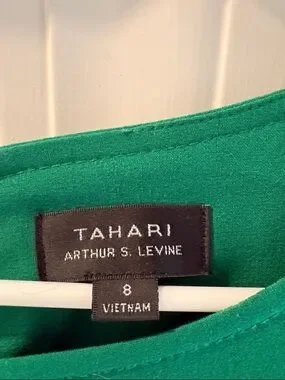 TAHARI
ARTHUR S. LEVINE
8
VIETNAM